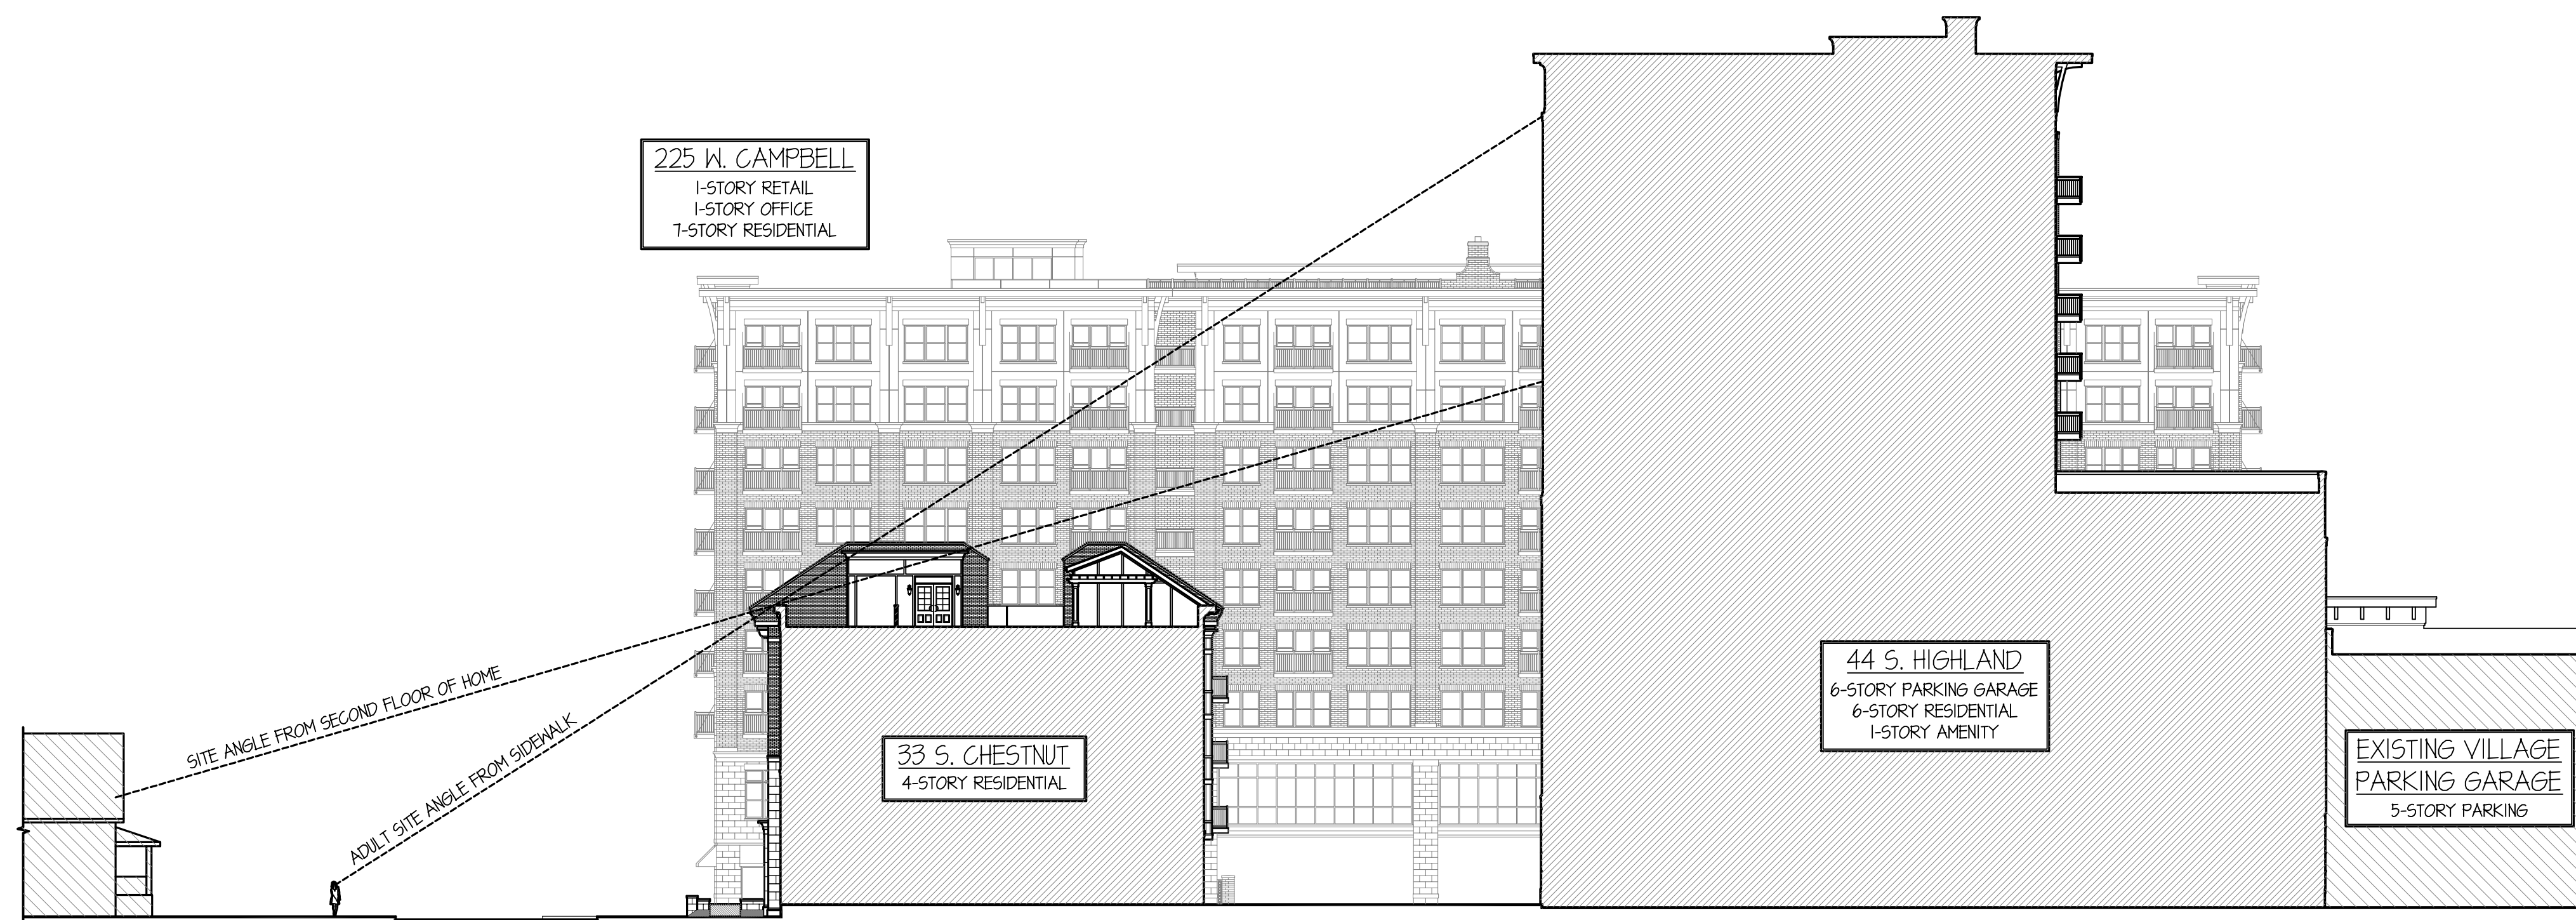 225 W. CAMPBELL
1-STORY RETAIL
1-STORY OFFICE
7-STORY RESIDENTIAL
SITE ANGLE FROM SECOND FLOOR OF HOME
ADULT SITE ANGLE FROM SIDEWALK
33 S. CHESTNUT
4-STORY RESIDENTIAL
44 S. HIGHLAND
6-STORY PARKING GARAGE
6-STORY RESIDENTIAL
1-STORY AMENITY
EXISTING VILLAGE
PARKING GARAGE
5-STORY PARKING